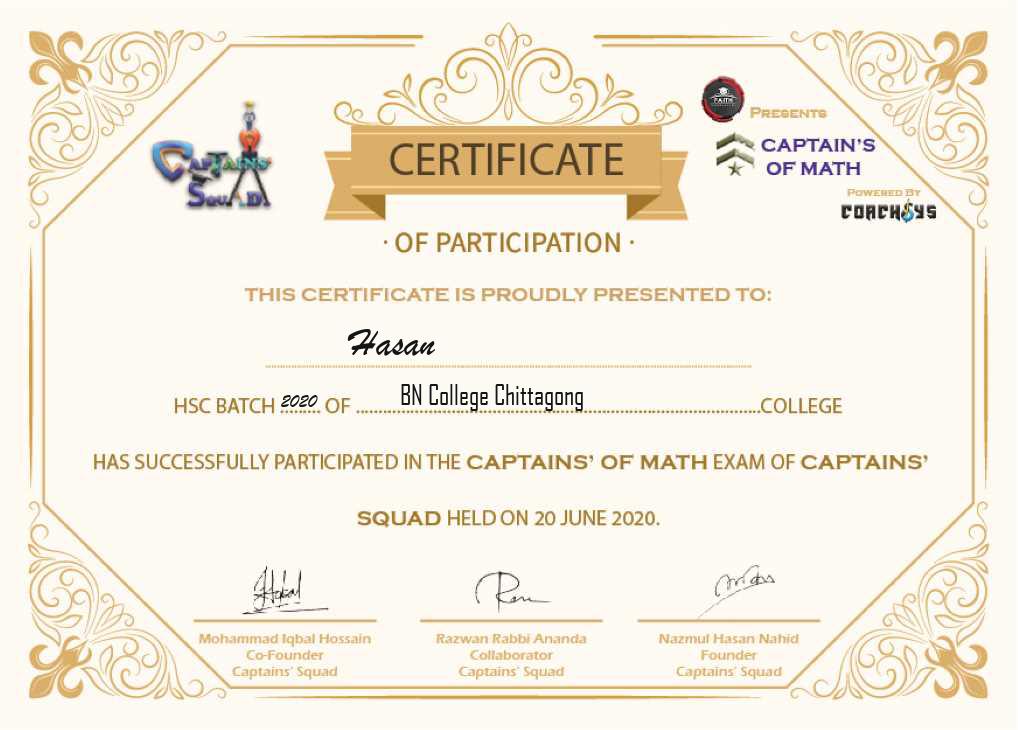 CAPTAINS
SQUAD
FAITH
PRESENTS
CAPTAIN'S
OF MATH
POWERED BY
COACHSYS
CERTIFICATE
· OF PARTICIPATION ·
THIS CERTIFICATE IS PROUDLY PRESENTED TO:
Hasan
HSC BATCH 2020 OF BN College Chittagong COLLEGE
HAS SUCCESSFULLY PARTICIPATED IN THE CAPTAINS' OF MATH EXAM OF CAPTAINS'
SQUAD HELD ON 20 JUNE 2020.
Mohammad Iqbal Hossain
Co-Founder
Captains' Squad
Razwan Rabbi Ananda
Collaborator
Captains' Squad
Nazmul Hasan Nahid
Founder
Captains' Squad